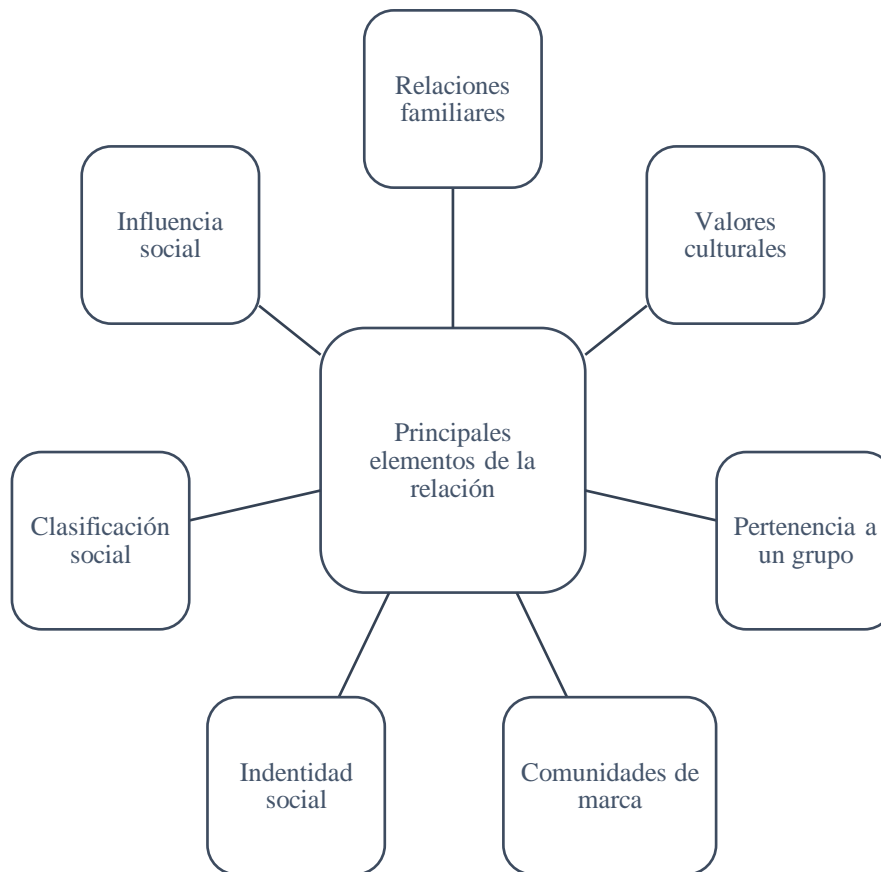 Relaciones
familiares
Influencia
social
Valores
culturales
Principales
elementos de la
relación
Clasificación
social
Pertenencia a
un grupo
Indentidad
social
Comunidades de
marca